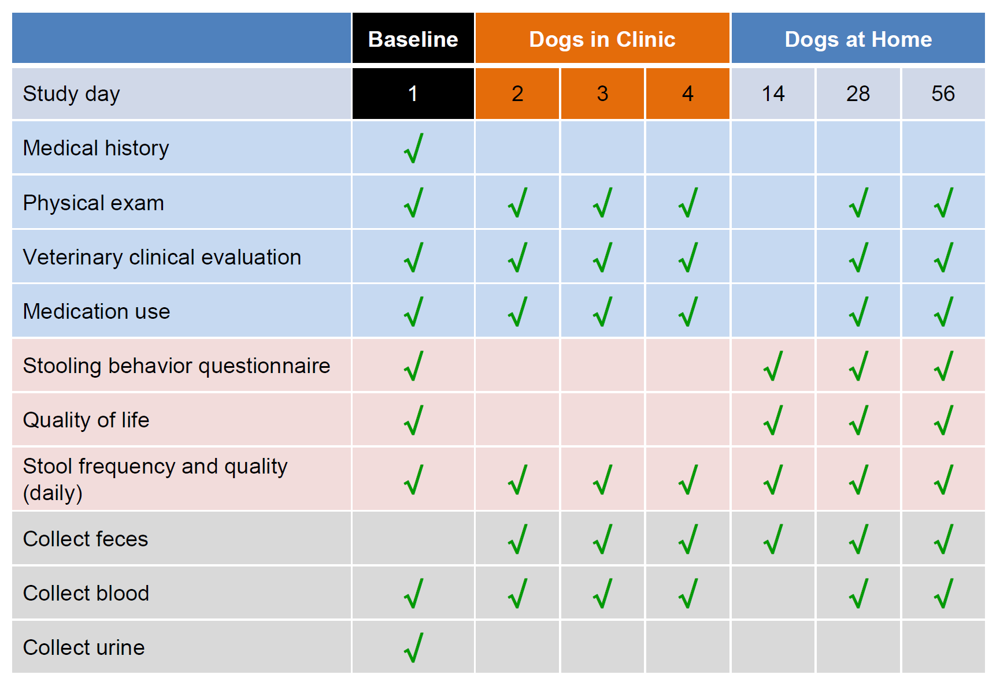 Baseline Dogs in Clinic Dogs at Home
Study day 1 2 3 4 14 28 56
Medical history √
Physical exam √ √ √ √ √ √
Veterinary clinical evaluation √ √ √ √ √ √
Medication use √ √ √ √ √ √
Stooling behavior questionnaire √ √ √ √
Quality of life √ √ √ √
Stool frequency and quality
(daily) √ √ √ √ √ √ √
Collect feces √ √ √ √ √ √
Collect blood √ √ √ √ √ √
Collect urine √